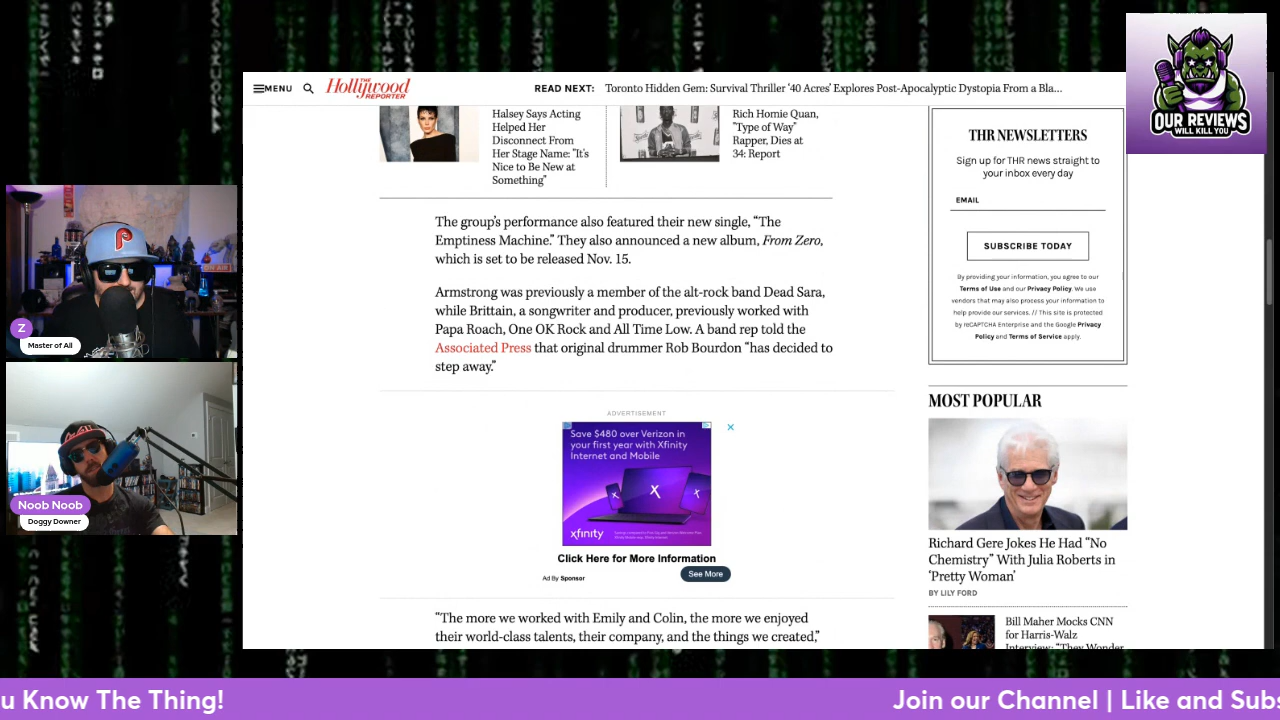 OUR REVIEWS
WILL KILL YOU
MENU
THE
Hollywood
REPORTER
READ NEXT:
Toronto Hidden Gem: Survival Thriller '40 Acres' Explores Post-Apocalyptic Dystopia From a Bla...
Halsey Says Acting
Helped Her
Disconnect From
Her Stage Name: "It's
Nice to Be New at
Something"
Rich Homie Quan,
"Type of Way"
Rapper, Dies at
34: Report
The group's performance also featured their new single, "The
Emptiness Machine." They also announced a new album, From Zero,
which is set to be released Nov. 15.
Armstrong was previously a member of the alt-rock band Dead Sara,
while Brittain, a songwriter and producer, previously worked with
Papa Roach, One OK Rock and All Time Low. A band rep told the
Associated Press that original drummer Rob Bourdon "has decided to
step away."
ADVERTISEMENT
Save $480 over Verizon in
your first year with Xfinity
Internet and Mobile
xfinity
Click Here for More Information
Ad By Sponsor
See More
"The more we worked with Emily and Colin, the more we enjoyed
their world-class talents, their company, and the things we created,"
THR NEWSLETTERS
Sign up for THR news straight to
your inbox every day
EMAIL
SUBSCRIBE TODAY
By providing your information, you agree to our
Terms of Use and our Privacy Policy. We use
vendors that may also process your information to
help provide our services. // This site is protected
by reCAPTCHA Enterprise and the Google Privacy
Policy and Terms of Service apply.
MOST POPULAR
Richard Gere Jokes He Had "No
Chemistry" With Julia Roberts in
'Pretty Woman'
BY LILY FORD
Bill Maher Mocks CNN
for Harris-Walz
Interview: "They Wonder
P
ON AIR
Z
Master of All
Noob Noob
Doggy Downer
u Know The Thing!
Join our Channel | Like and Subs